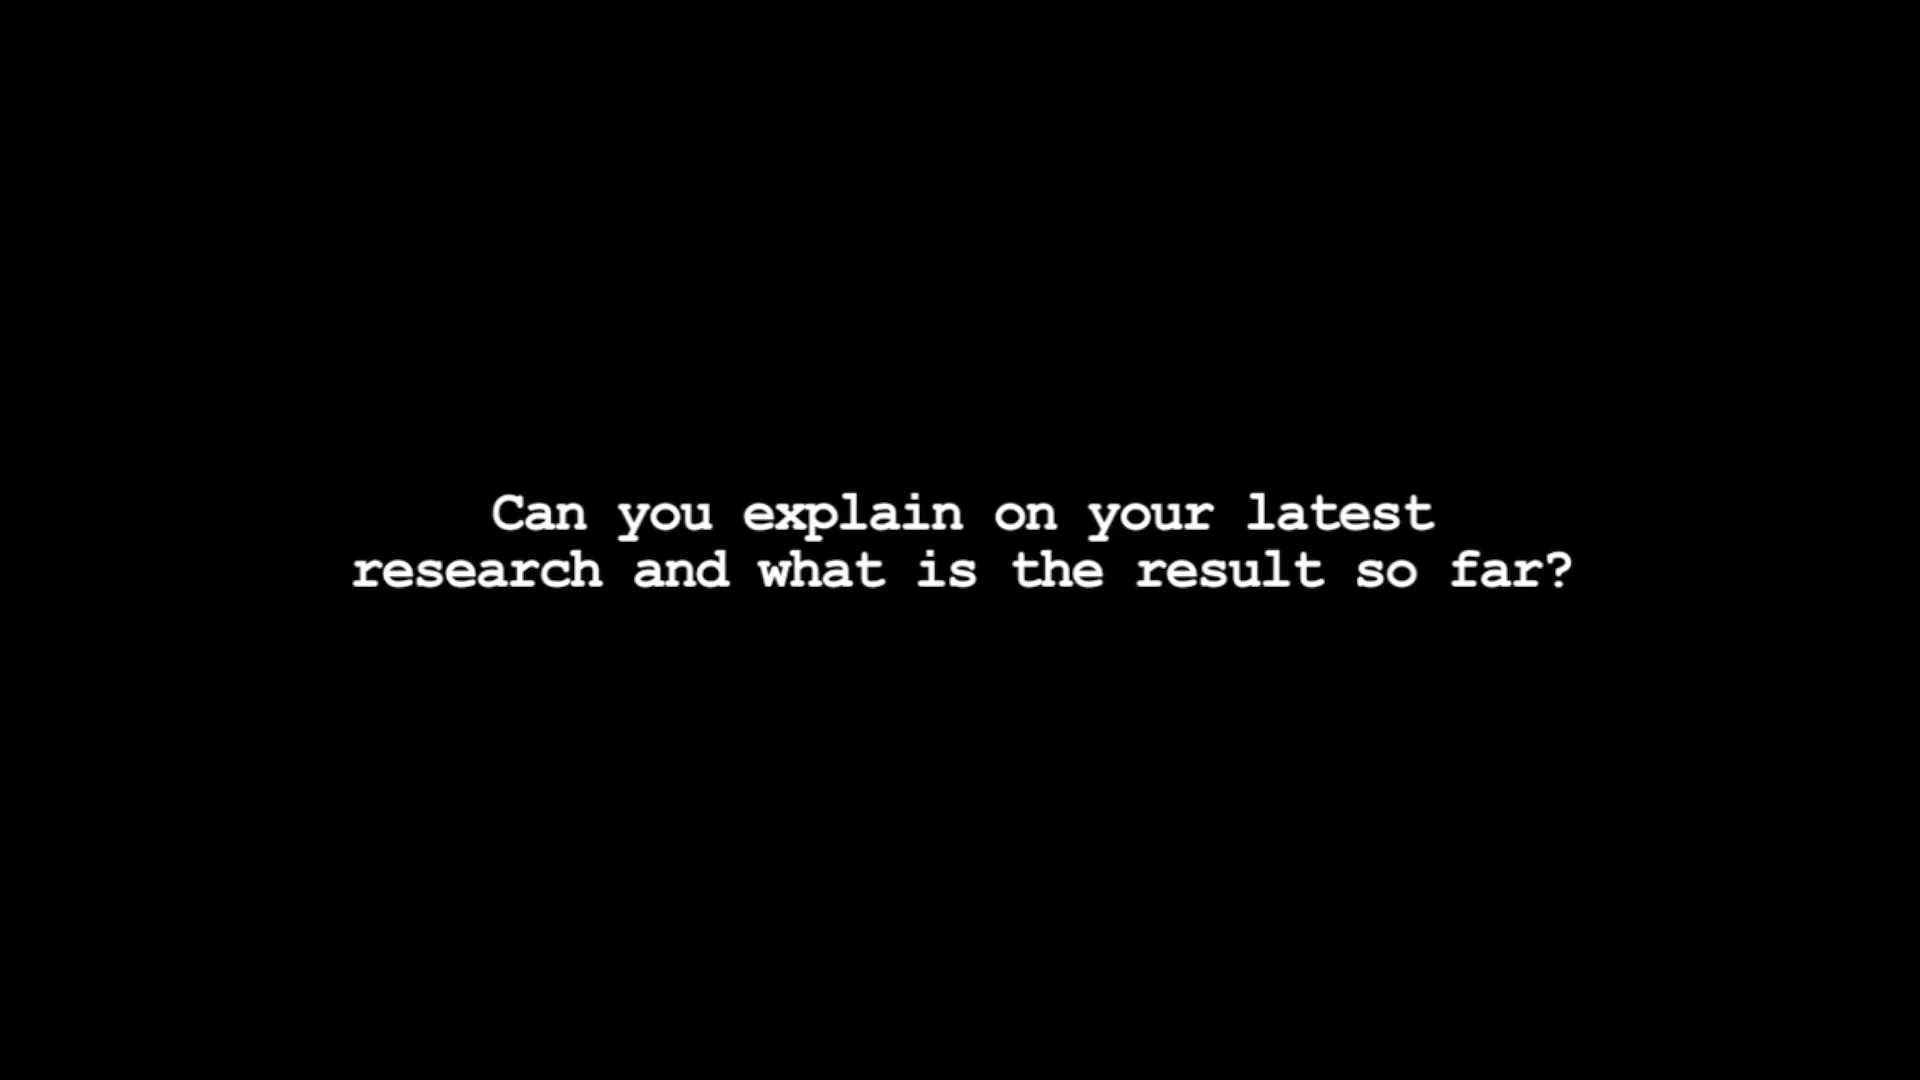 Can you explain on your latest
research and what is the result so far?